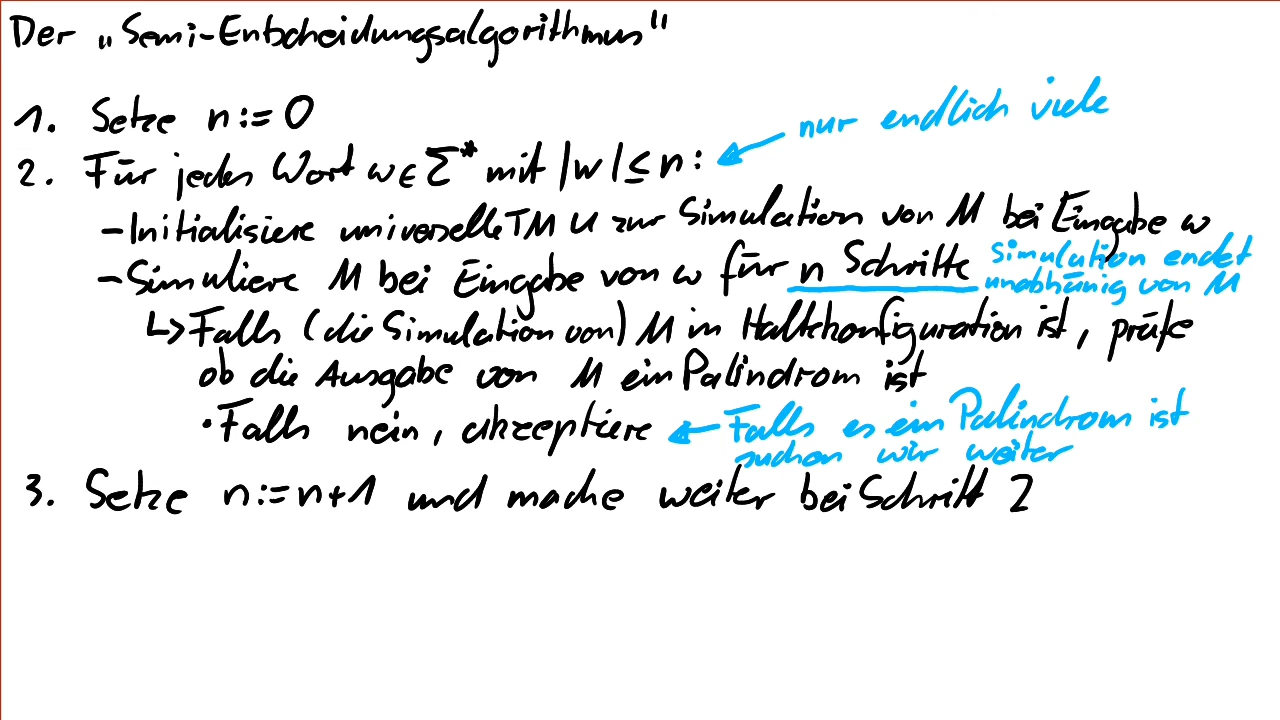 Der „Semi-Entscheidungsalgorithmus"
1. Setze n := 0
nur endlich viele
2. Für jedes Wort w ∈ Σ* mit |w| ≤ n:
- Initialisiere universelle TM U zur Simulation von M bei Eingabe w
- Simuliere M bei Eingabe von w für n Schritte
Simulation endet
unabhänig von M
↳ Falls (die Simulation von) M in Haltekonfiguration ist, prüfe
ob die Ausgabe von M ein Palindrom ist
• Falls nein, akzeptiere
Falls es ein Palindrom ist
suchen wir weiter
3. Setze n := n+1 und mache weiter bei Schritt 2